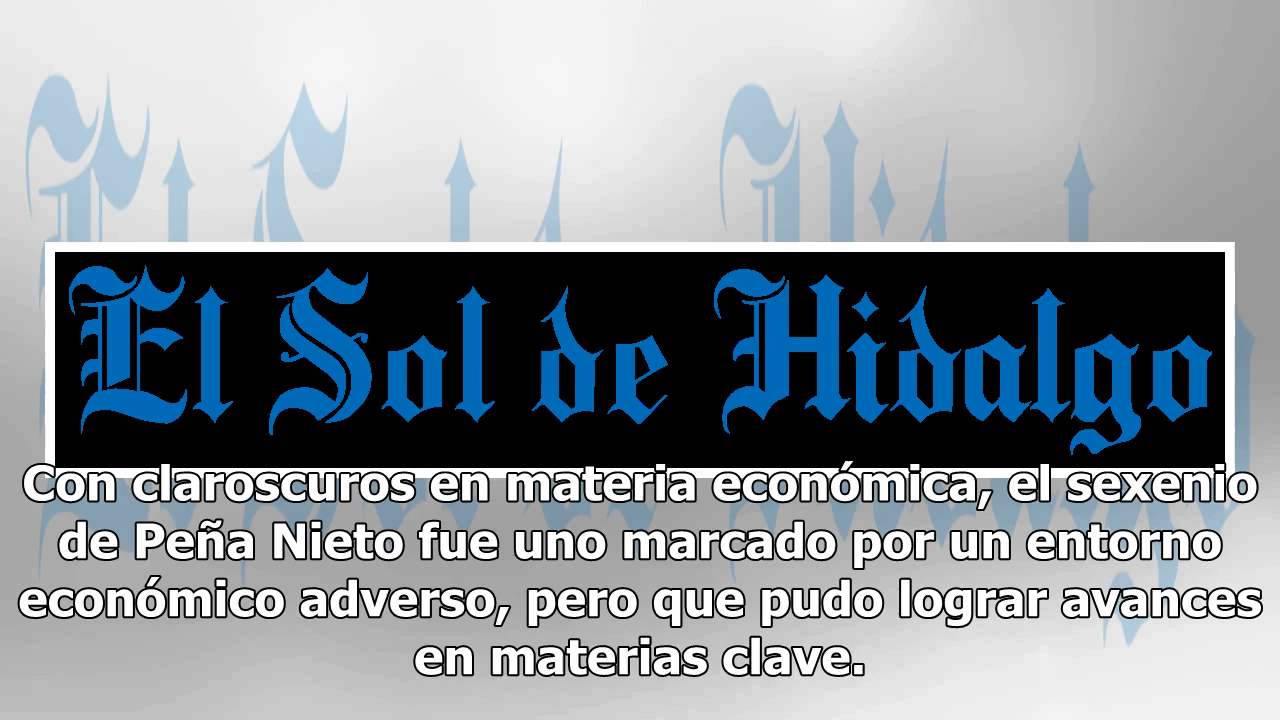 El Sol de Hidalgo
Con claroscuros en materia económica, el sexenio
de Peña Nieto fue uno marcado por un entorno
económico adverso, pero que pudo lograr avances
en materias clave.